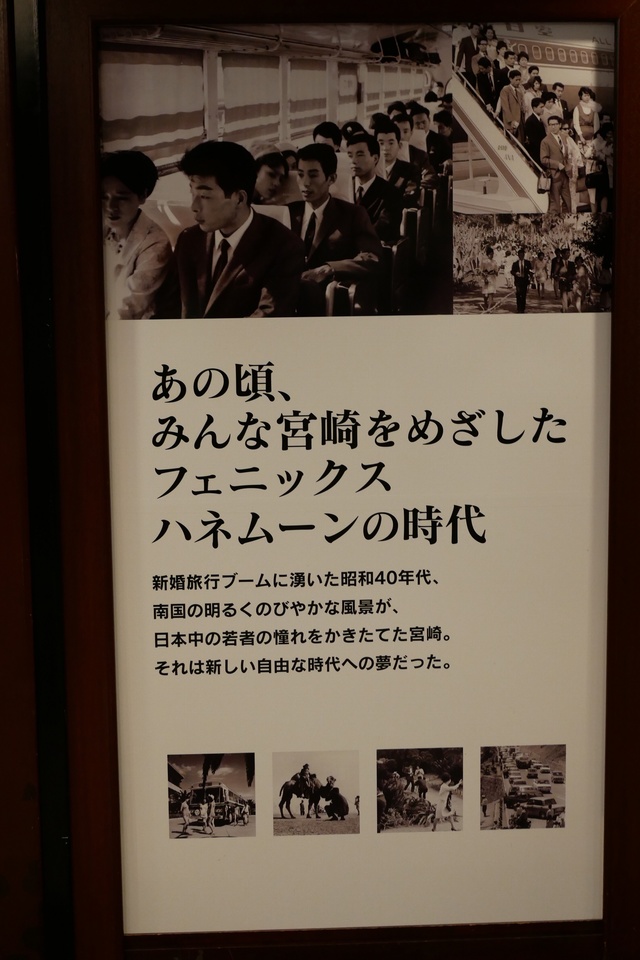 あの頃、
みんな宮崎をめざした
フェニックス
ハネムーンの時代
新婚旅行ブームに湧いた昭和40年代、
南国の明るくのびやかな風景が、
日本中の若者の憧れをかきたてた宮崎。
それは新しい自由な時代への夢だった。